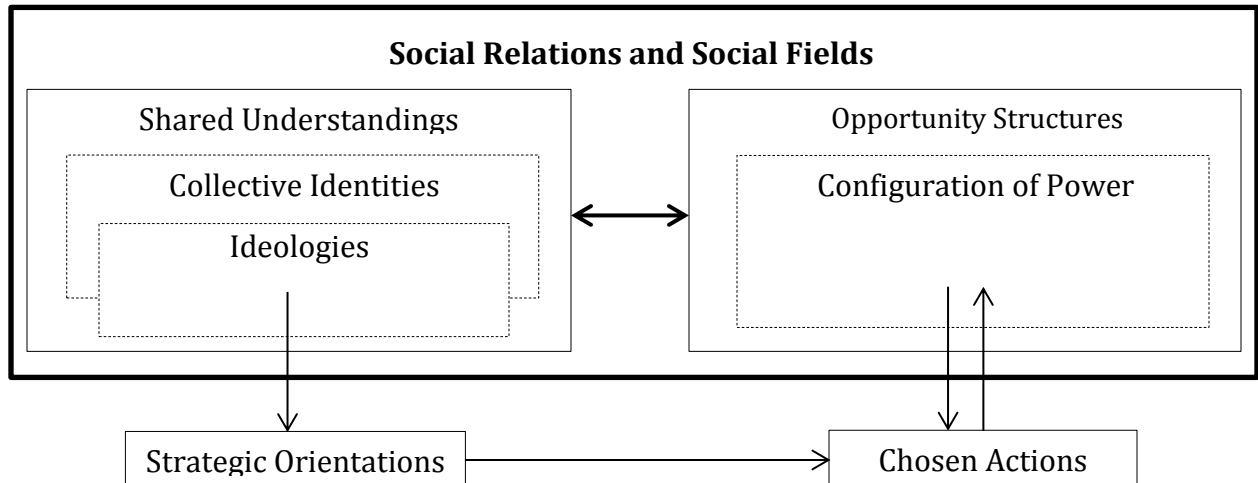 Social Relations and Social Fields
Shared Understandings
Opportunity Structures
Collective Identities
Configuration of Power
Ideologies
Strategic Orientations
Chosen Actions